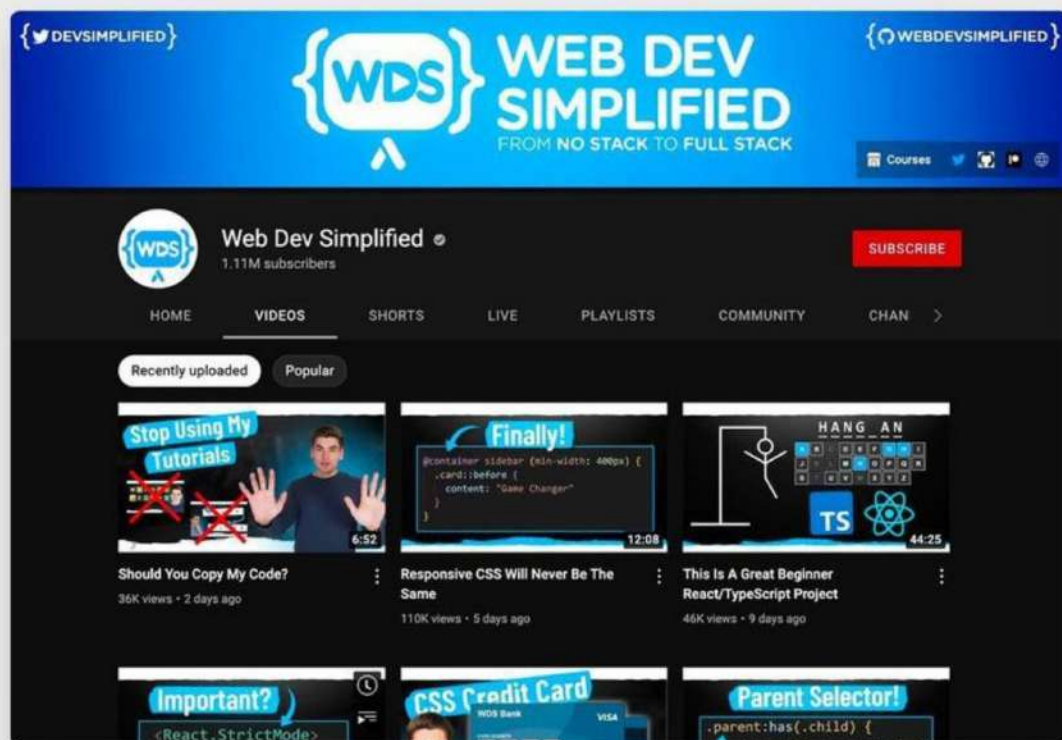 { DEVSIMPLIFIED }
{ WEBDEVSIMPLIFIED }
{WDS}
WEB DEV
SIMPLIFIED
FROM NO STACK TO FULL STACK
Courses
{WDS}
Web Dev Simplified
1.11M subscribers
SUBSCRIBE
HOME VIDEOS SHORTS LIVE PLAYLISTS COMMUNITY CHAN
Recently uploaded Popular
Stop Using My
Tutorials
6:52
Finally!
@container sidebar (min-width: 400px) {
.card::before {
content: "Game Changer"
}
}
12:08
HANG AN
TS
44:25
Should You Copy My Code?
36K views • 2 days ago
Responsive CSS Will Never Be The
Same
110K views • 5 days ago
This Is A Great Beginner
React/TypeScript Project
46K views • 9 days ago
Important?
<React.StrictMode>
CSS Credit Card
WDS Bank
VISA
Parent Selector!
.parent:has(.child) {